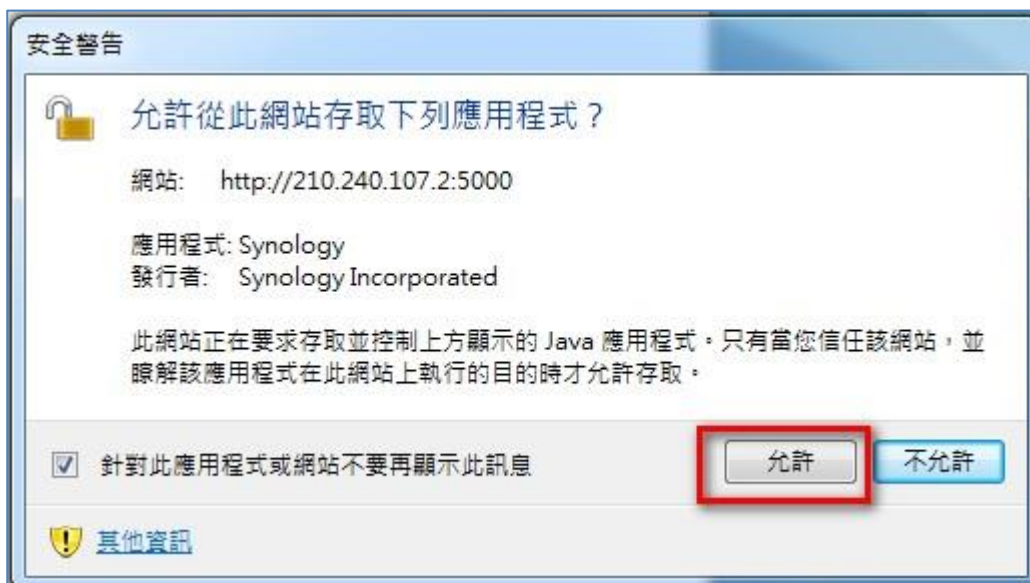 安全警告
允許從此網站存取下列應用程式？
網站: http://210.240.107.2:5000
應用程式: Synology
發行者: Synology Incorporated
此網站正在要求存取並控制上方顯示的 Java 應用程式。只有當您信任該網站，並
瞭解該應用程式在此網站上執行的目的時才允許存取。
針對此應用程式或網站不要再顯示此訊息
允許 不允許
其他資訊